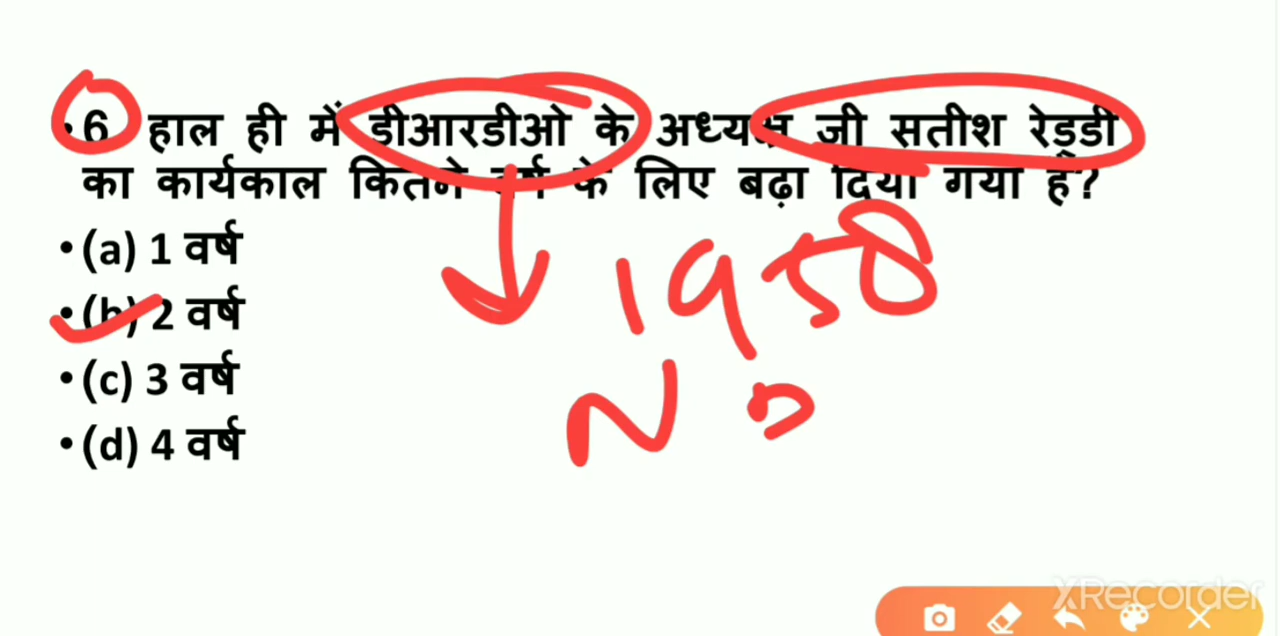 • 6 हाल ही में डीआरडीओ के अध्यक्ष जी सतीश रेड्डी
का कार्यकाल कितने वर्ष के लिए बढ़ा दिया गया है?
• (a) 1 वर्ष
• (b) 2 वर्ष
1958
• (c) 3 वर्ष
N D
• (d) 4 वर्ष
XRecorder